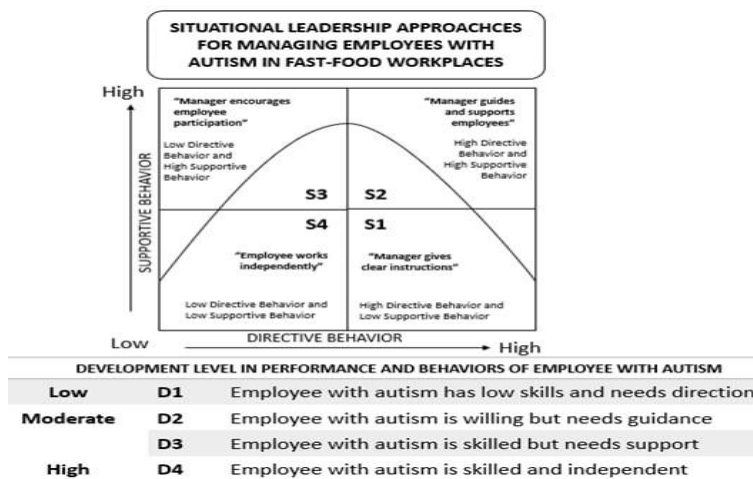 SITUATIONAL LEADERSHIP APPROACHCES
FOR MANAGING EMPLOYEES WITH
AUTISM IN FAST-FOOD WORKPLACES
High
"Manager encourages
employee
participation"
Low Directive
Behavior and
High Supportive
Behavior
S3
"Manager guides
and supports
employees"
High Directive
Behavior and
High Supportive
Behavior
S2
SUPPORTIVE BEHAVIOR
S4
"Employee works
independently"
Low Directive Behavior and
Low Supportive Behavior
S1
"Manager gives
clear instructions"
High Directive Behavior and
Low Supportive Behavior
Low
DIRECTIVE BEHAVIOR
High
DEVELOPMENT LEVEL IN PERFORMANCE AND BEHAVIORS OF EMPLOYEE WITH AUTISM
Low D1 Employee with autism has low skills and needs direction
Moderate D2 Employee with autism is willing but needs guidance
D3 Employee with autism is skilled but needs support
High D4 Employee with autism is skilled and independent